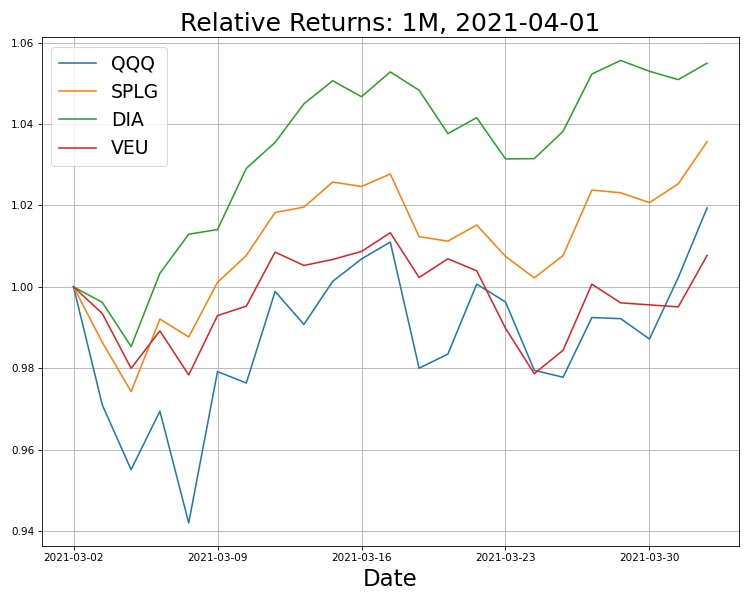 Relative Returns: 1M, 2021-04-01
QQQ
SPLG
DIA
VEU
1.06
1.04
1.02
1.00
0.98
0.96
0.94
2021-03-02
2021-03-09
2021-03-16
2021-03-23
2021-03-30
Date